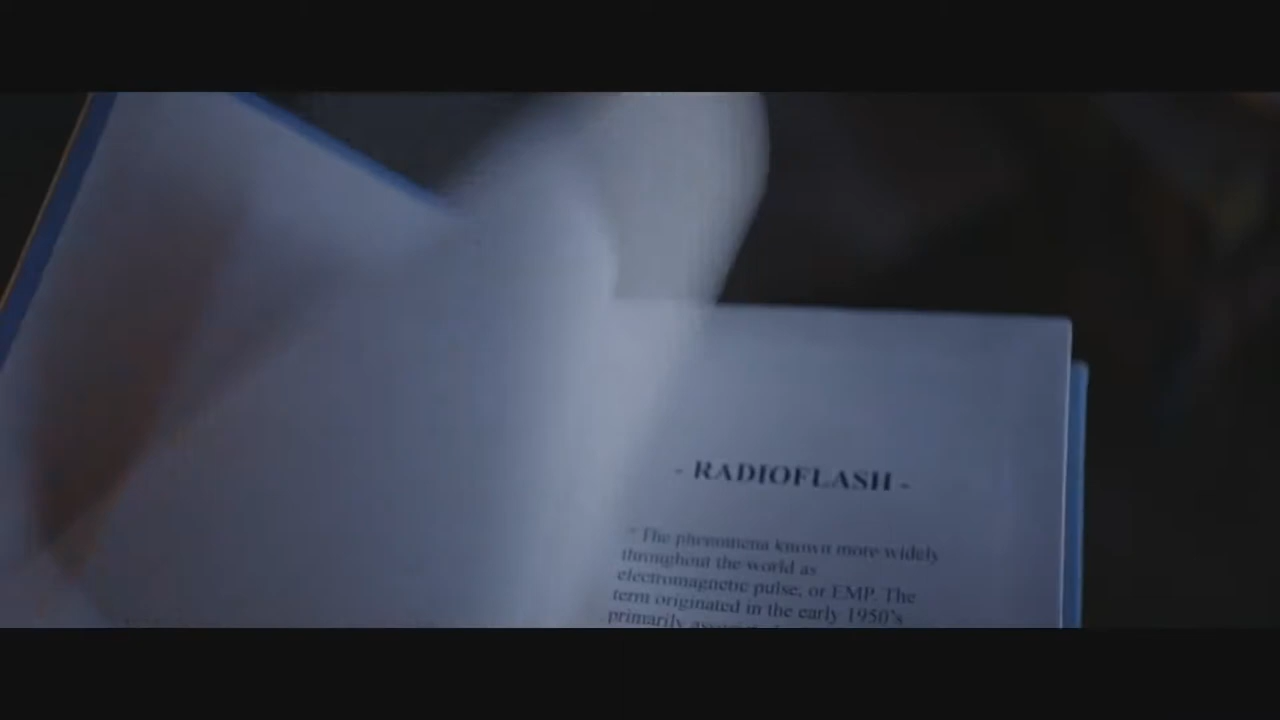 - RADIOFLASH -
" The phenomena known more widely
throughout the world as
electromagnetic pulse, or EMP. The
term originated in the early 1950's
primarily